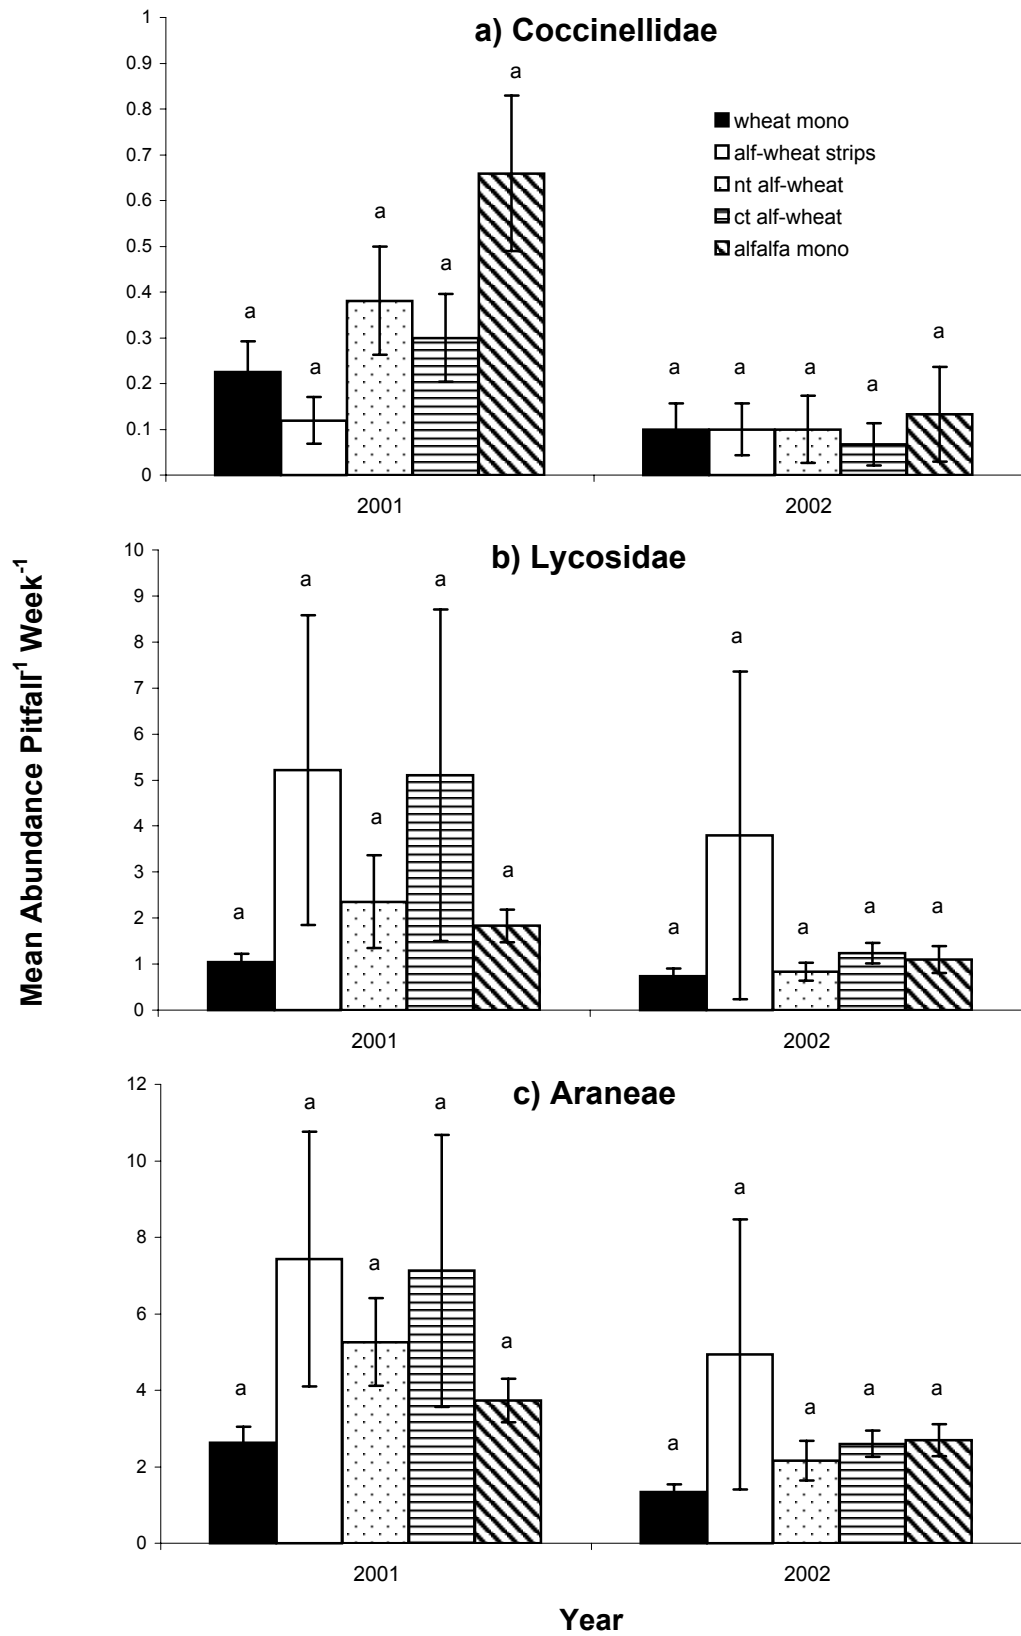 a) Coccinellidae
1
0.9
0.8
0.7
0.6
0.5
0.4
0.3
0.2
0.1
0
a
a
a
a
a
a
a
a
a
a
wheat mono
alf-wheat strips
nt alf-wheat
ct alf-wheat
alfalfa mono
2001
2002
Mean Abundance Pitfall⁻¹ Week⁻¹
b) Lycosidae
10
9
8
7
6
5
4
3
2
1
0
a
a
a
a
a
a
a
a
a
a
2001
2002
c) Araneae
12
10
8
6
4
2
0
a
a
a
a
a
a
a
a
a
a
2001
2002
Year